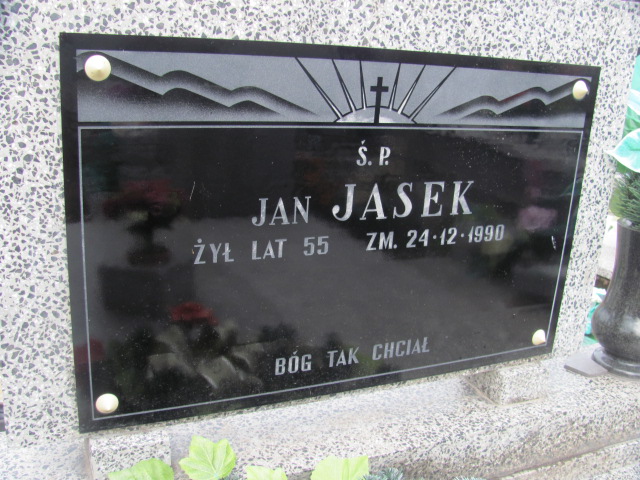 Ś. P.
JAN JASEK
ŻYŁ LAT 55 ZM. 24-12-1990
BÓG TAK CHCIAŁ